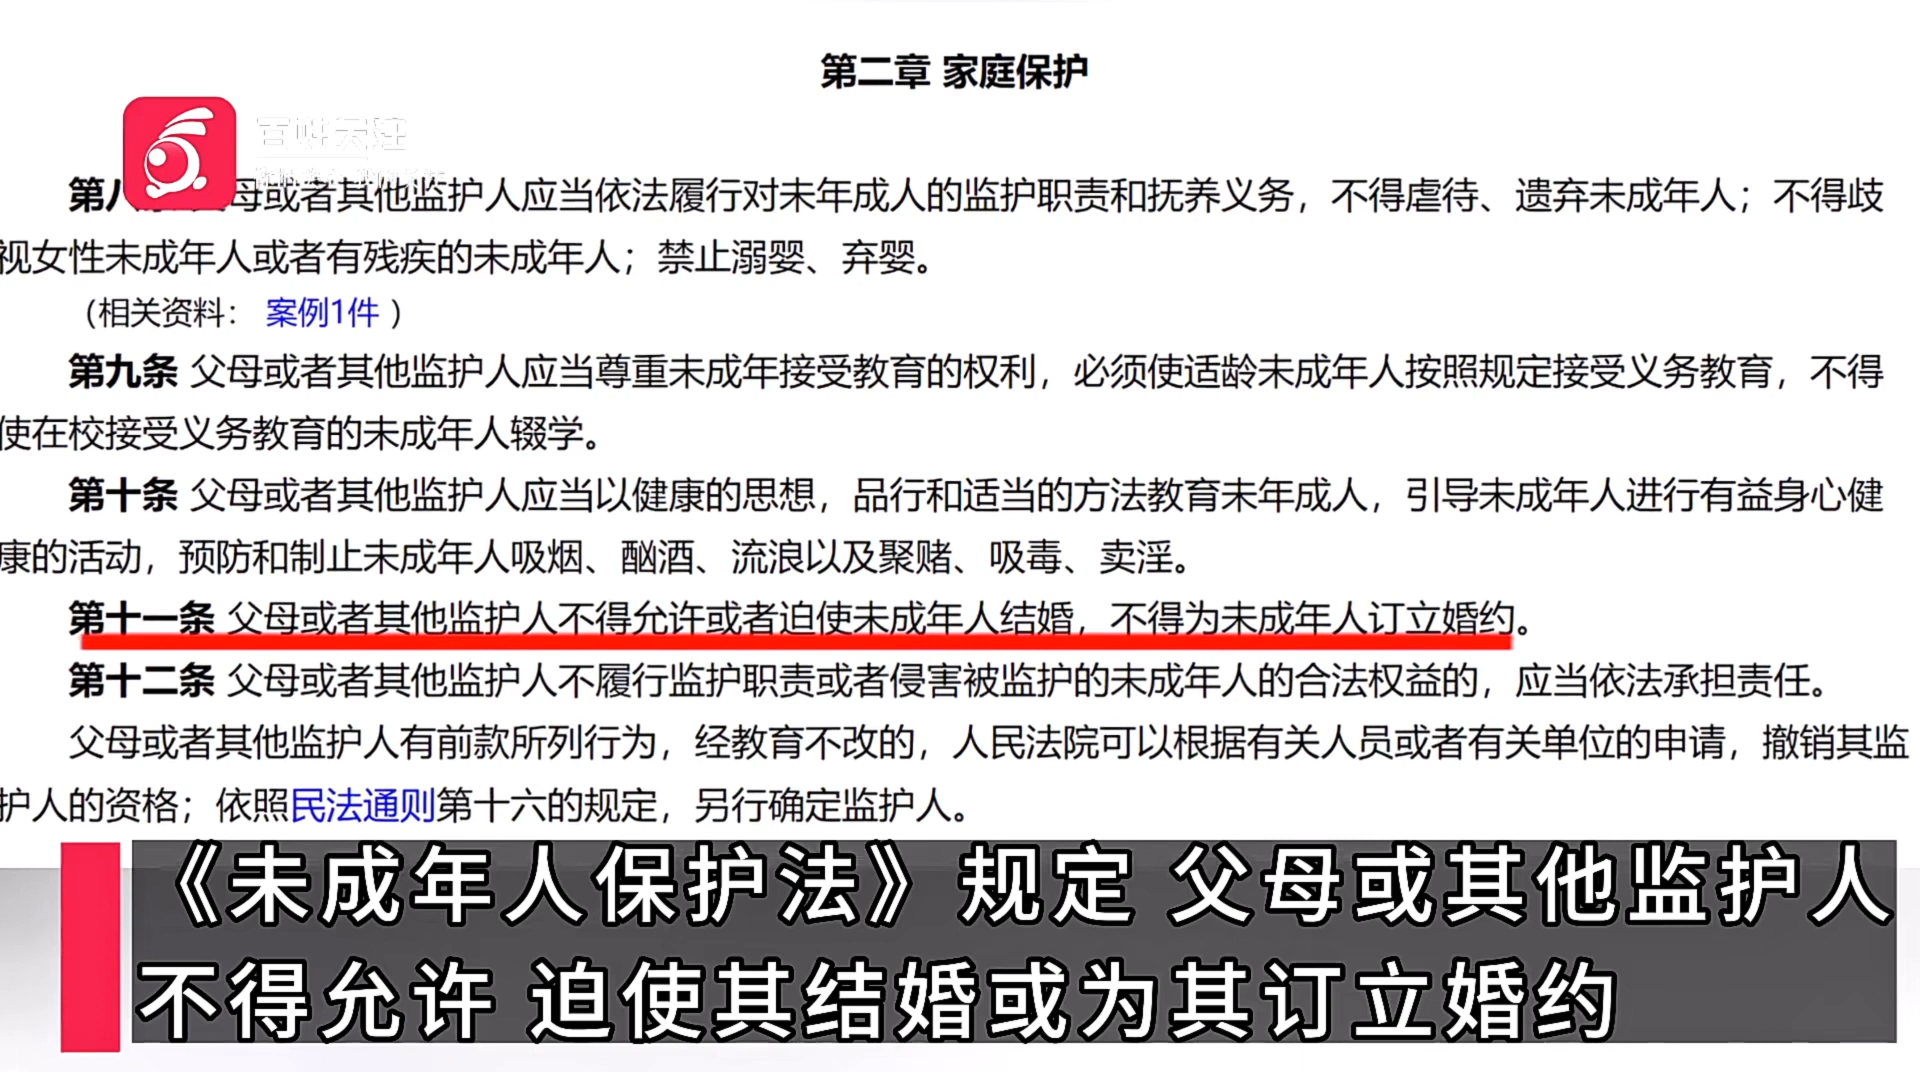 第二章 家庭保护
百姓关注
第八 母或者其他监护人应当依法履行对未年成人的监护职责和抚养义务，不得虐待、遗弃未成年人；不得歧
视女性未成年人或者有残疾的未成年人；禁止溺婴、弃婴。
（相关资料： 案例1件 ）
第九条 父母或者其他监护人应当尊重未成年接受教育的权利，必须使适龄未成年人按照规定接受义务教育，不得
使在校接受义务教育的未成年人辍学。
第十条 父母或者其他监护人应当以健康的思想，品行和适当的方法教育未年成人，引导未成年人进行有益身心健
康的活动，预防和制止未成年人吸烟、酗酒、流浪以及聚赌、吸毒、卖淫。
第十一条 父母或者其他监护人不得允许或者迫使未成年人结婚，不得为未成年人订立婚约。
第十二条 父母或者其他监护人不履行监护职责或者侵害被监护的未成年人的合法权益的，应当依法承担责任。
父母或者其他监护人有前款所列行为，经教育不改的，人民法院可以根据有关人员或者有关单位的申请，撤销其监
护人的资格；依照民法通则第十六的规定，另行确定监护人。
《未成年人保护法》规定 父母或其他监护人
不得允许 迫使其结婚或为其订立婚约